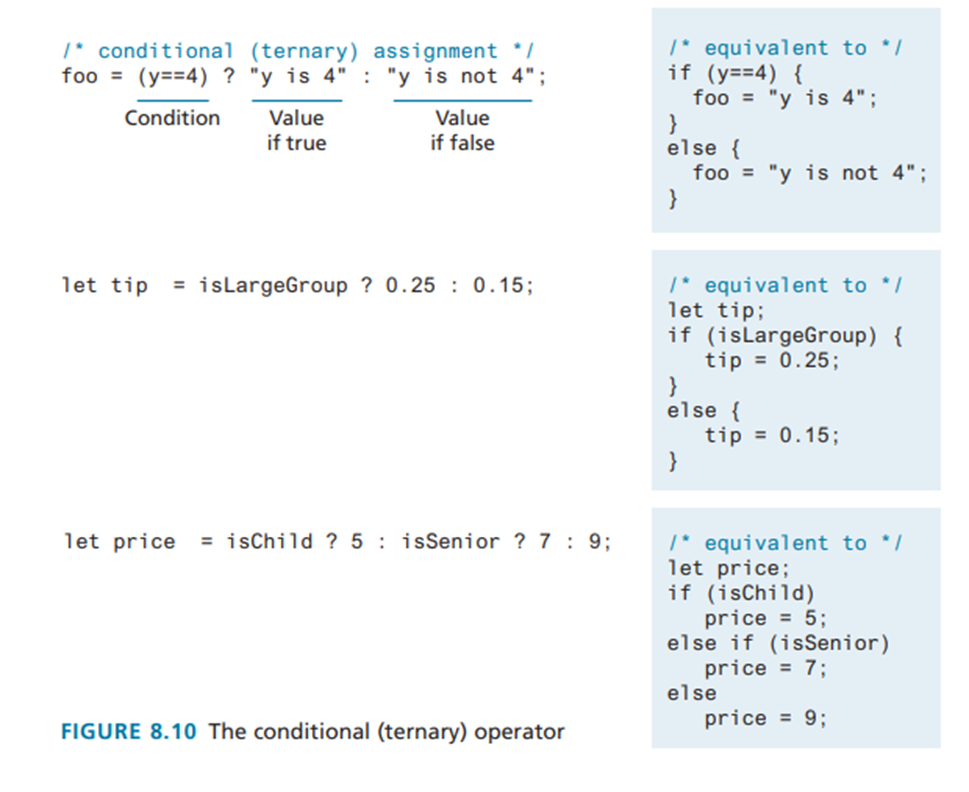 /* conditional (ternary) assignment */
foo = (y==4) ? "y is 4" : "y is not 4";
Condition Value if true Value if false
/* equivalent to */
if (y==4) {
foo = "y is 4";
}
else {
foo = "y is not 4";
}
let tip = isLargeGroup ? 0.25 : 0.15;
/* equivalent to */
let tip;
if (isLargeGroup) {
tip = 0.25;
}
else {
tip = 0.15;
}
let price = isChild ? 5 : isSenior ? 7 : 9;
/* equivalent to */
let price;
if (isChild)
price = 5;
else if (isSenior)
price = 7;
else
price = 9;
FIGURE 8.10 The conditional (ternary) operator